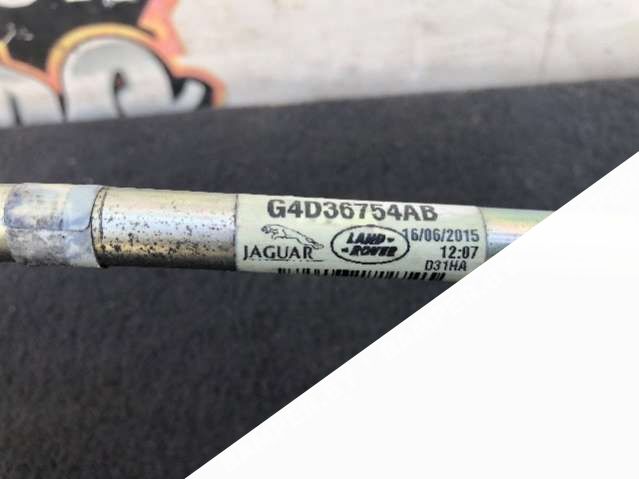 G4D36754AB
16/06/2015
JAGUAR LAND-ROVER 12:07
D31HA